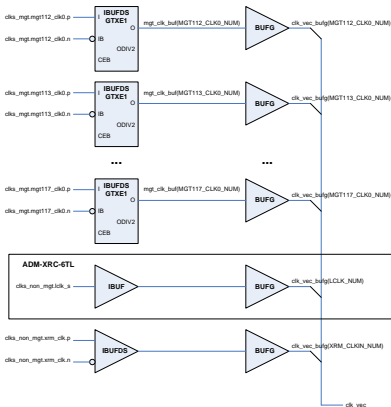 IBUFDS
GTXE1
clks_mgt.mgt112_clk0.p
I
O
mgt_clk_buf(MGT112_CLK0_NUM)
BUFG
clk_vec_bufg(MGT112_CLK0_NUM)
clks_mgt.mgt112_clk0.n
IB
ODIV2
CEB
IBUFDS
GTXE1
clks_mgt.mgt113_clk0.p
I
O
mgt_clk_buf(MGT113_CLK0_NUM)
BUFG
clk_vec_bufg(MGT113_CLK0_NUM)
clks_mgt.mgt113_clk0.n
IB
ODIV2
CEB
...
...
IBUFDS
GTXE1
clks_mgt.mgt117_clk0.p
I
O
mgt_clk_buf(MGT117_CLK0_NUM)
BUFG
clk_vec_bufg(MGT117_CLK0_NUM)
clks_mgt.mgt117_clk0.n
IB
ODIV2
CEB
ADM-XRC-6TL
clks_non_mgt.lclk_s
IBUF
BUFG
clk_vec_bufg(LCLK_NUM)
clks_non_mgt.xrm_clk.p
IBUFDS
BUFG
clk_vec_bufg(XRM_CLKIN_NUM)
clks_non_mgt.xrm_clk.n
clk_vec